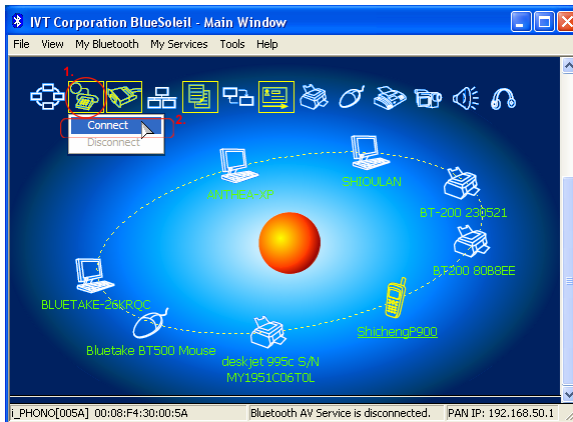 IVT Corporation BlueSoleil - Main Window
File View My Bluetooth My Services Tools Help
1.
Connect
2.
Disconnect
ANTHEA-XP
SHIOULAN
BT-200 230521
BT200 80B8EE
BLUETAKE-26KRQC
ShichengP900
Bluetake BT500 Mouse
deskjet 995c S/N
MY1951C06T0L
i_PHONO[005A] 00:08:F4:30:00:5A Bluetooth AV Service is disconnected. PAN IP: 192.168.50.1